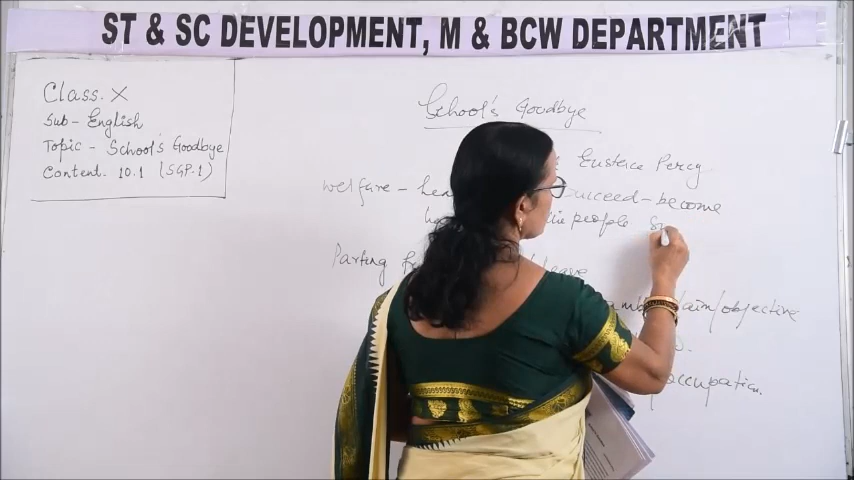 ST & SC DEVELOPMENT, M & BCW DEPARTMENT
Class. X
Sub - English
Topic - School's Goodbye
Content. 10.1 (SGP.1)
School's Goodbye
Eustace Percy
Welfare - succeed - become
people
Parting leave
aim/objective
occupation.